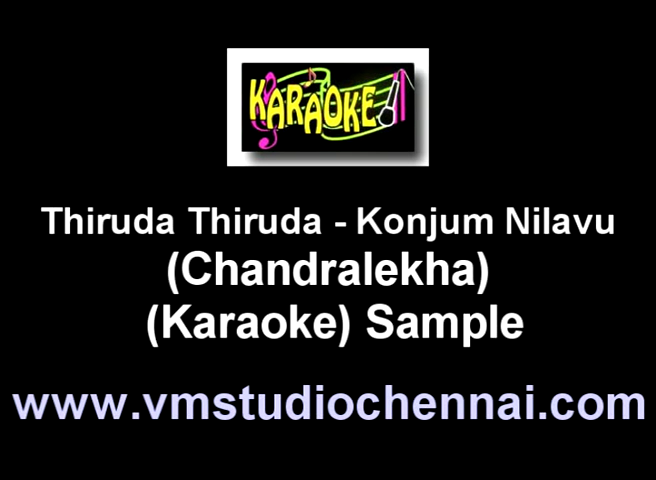 KARAOKE
Thiruda Thiruda - Konjum Nilavu
(Chandralekha)
(Karaoke) Sample
www.vmstudiochennai.com